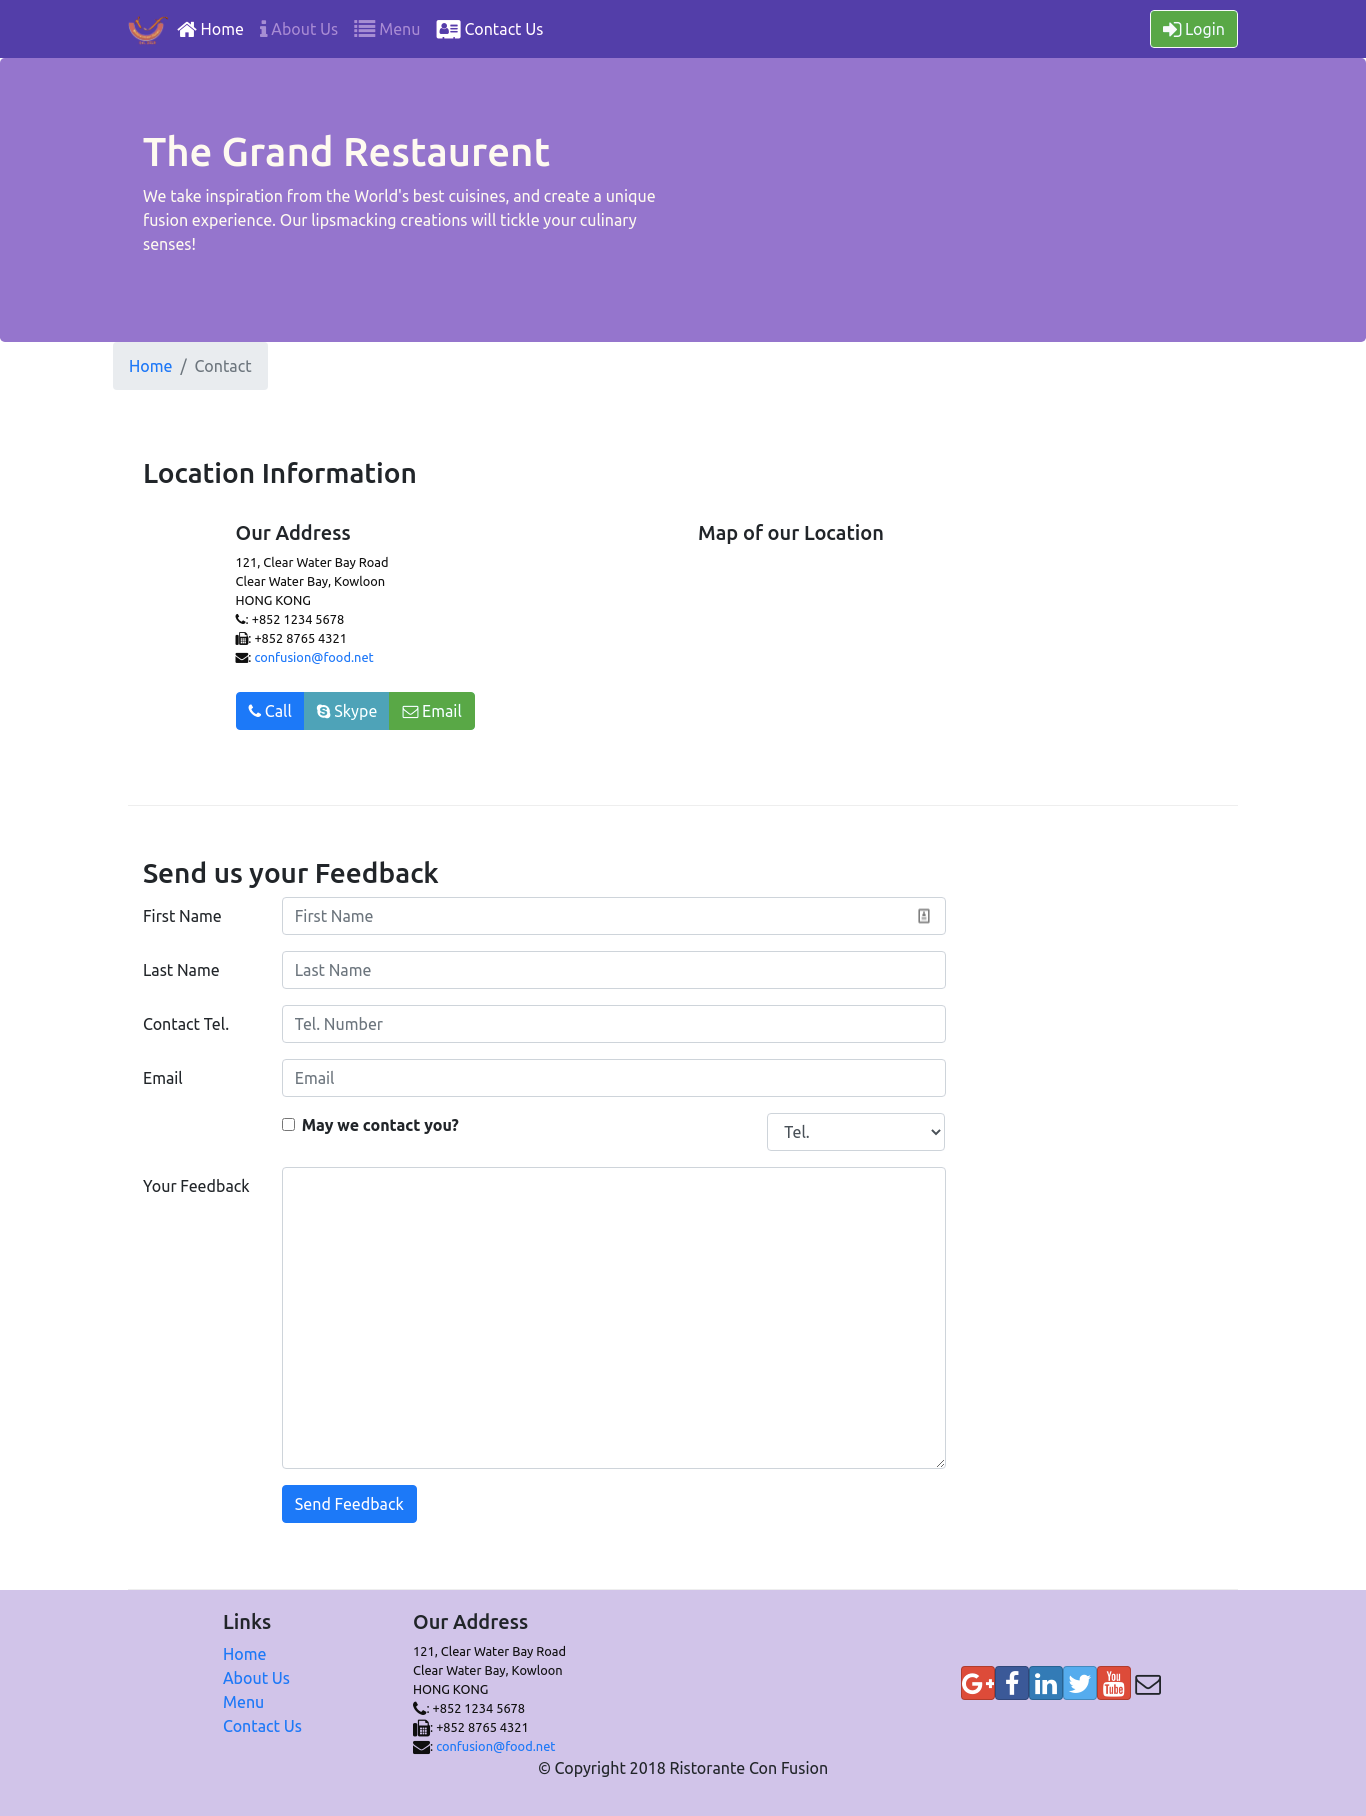 Home About Us Menu Contact Us Login
The Grand Restaurent
We take inspiration from the World's best cuisines, and create a unique
fusion experience. Our lipsmacking creations will tickle your culinary
senses!
Home / Contact
Location Information
Our Address
121, Clear Water Bay Road
Clear Water Bay, Kowloon
HONG KONG
: +852 1234 5678
: +852 8765 4321
: confusion@food.net
Call Skype Email
Map of our Location
Send us your Feedback
First Name First Name
Last Name Last Name
Contact Tel. Tel. Number
Email Email
May we contact you? Tel.
Your Feedback
Send Feedback
Links
Home
About Us
Menu
Contact Us
Our Address
121, Clear Water Bay Road
Clear Water Bay, Kowloon
HONG KONG
: +852 1234 5678
: +852 8765 4321
: confusion@food.net
G+ f in You Tube
© Copyright 2018 Ristorante Con Fusion